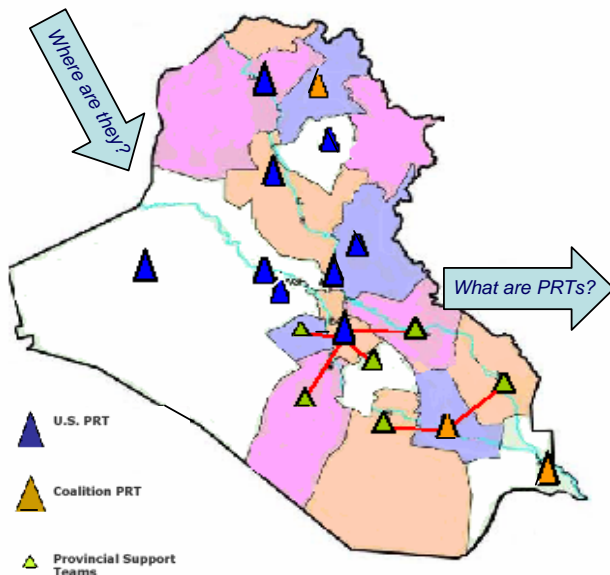 Where are they?
What are PRTs?
U.S. PRT
Coalition PRT
Provincial Support
Teams